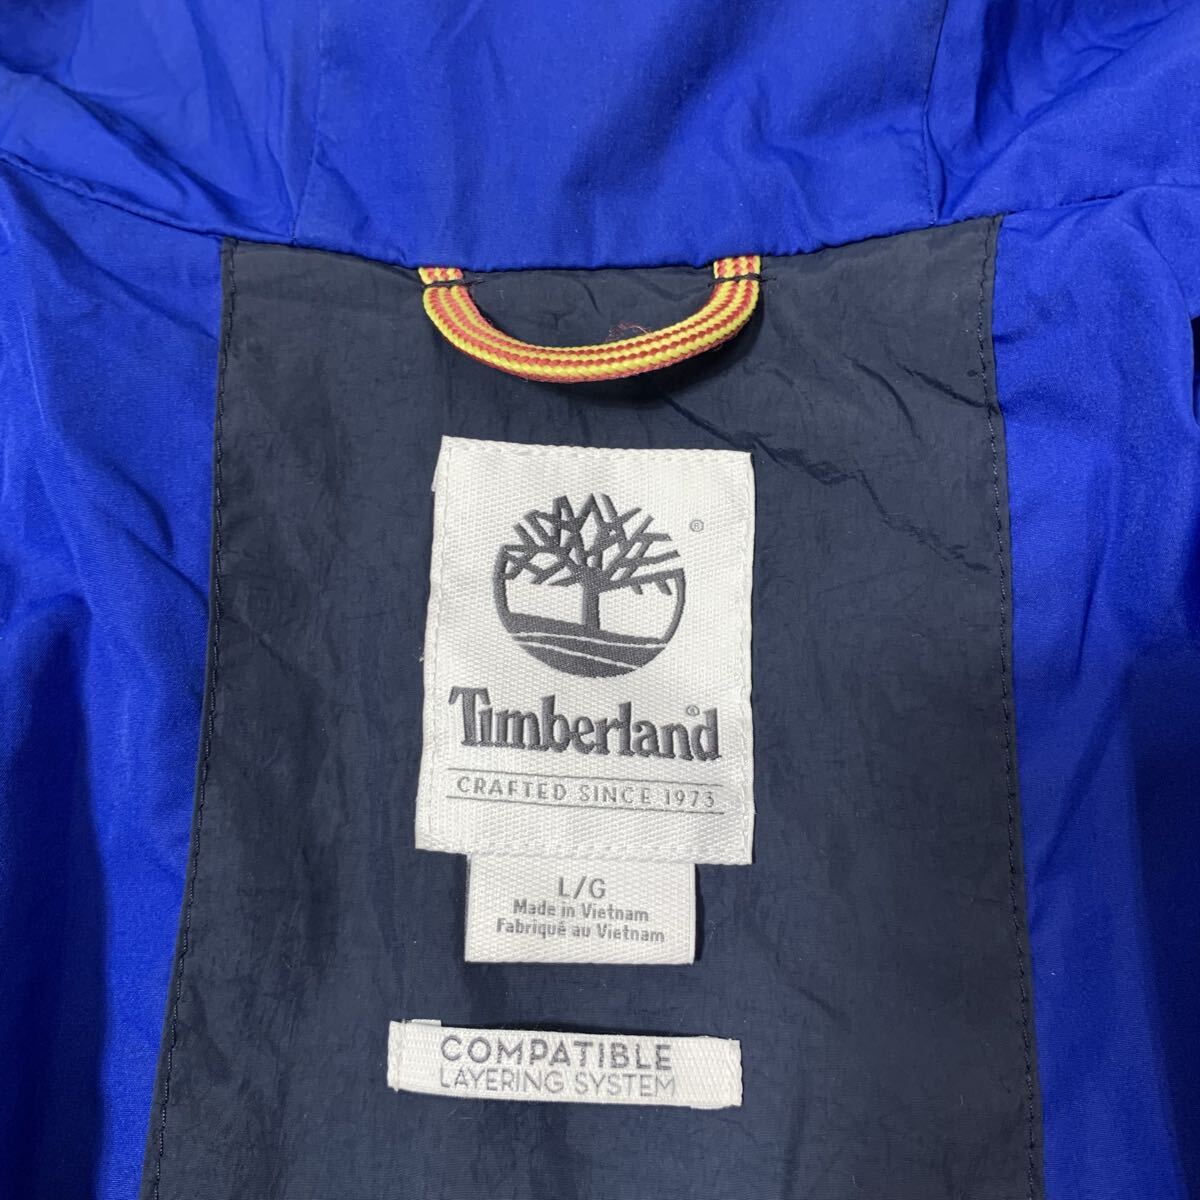 ®
Timberland®
CRAFTED SINCE 1973
L/G
Made in Vietnam
Fabriqué au Vietnam
COMPATIBLE
LAYERING SYSTEM